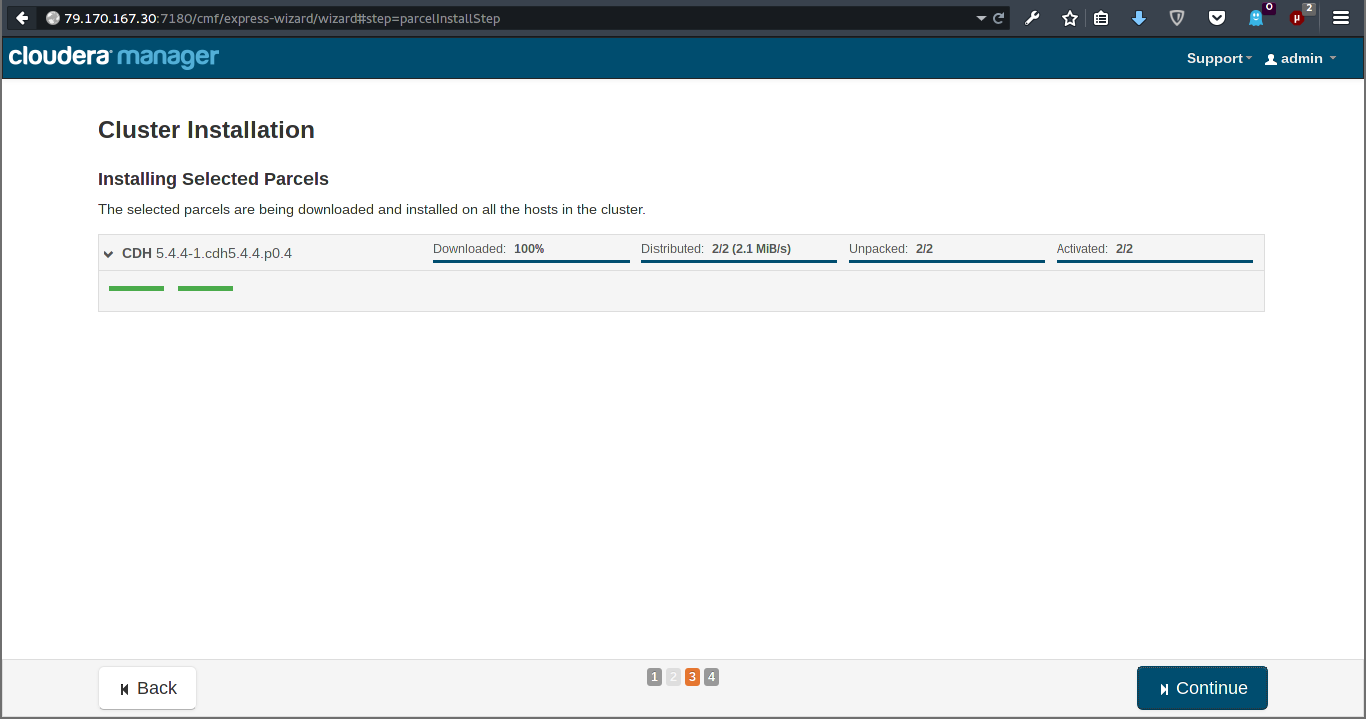 79.170.167.30:7180/cmf/express-wizard/wizard#step=parcelInstallStep
0
µ 2
cloudera manager
Support
admin
Cluster Installation
Installing Selected Parcels
The selected parcels are being downloaded and installed on all the hosts in the cluster.
CDH 5.4.4-1.cdh5.4.4.p0.4
Downloaded: 100%
Distributed: 2/2 (2.1 MiB/s)
Unpacked: 2/2
Activated: 2/2
Back
1 2 3 4
Continue